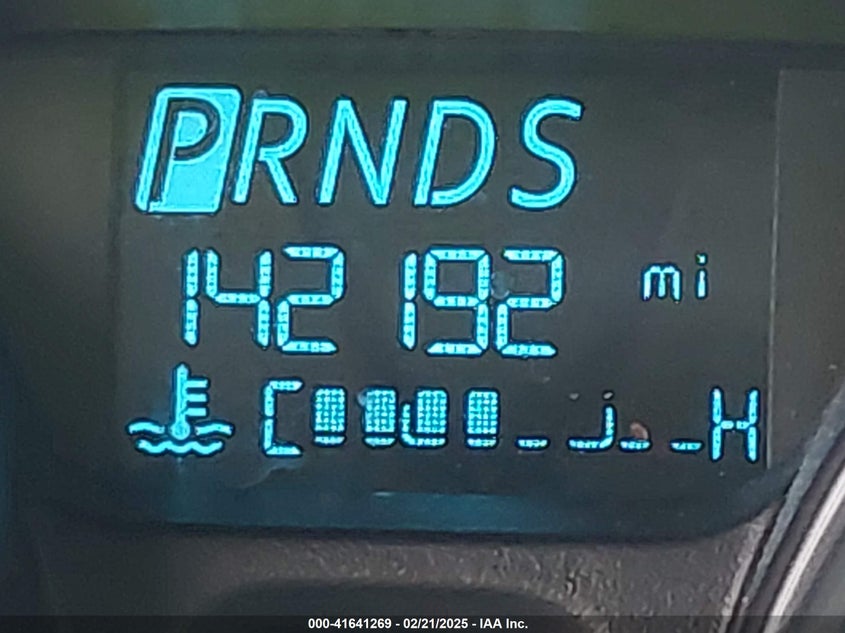 PRNDS
142192 mi
C H
000-41641269 - 02/21/2025 - IAA Inc.